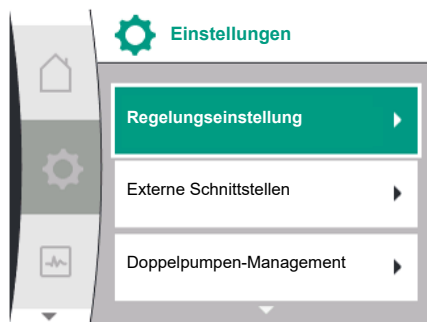 Einstellungen
Regelungseinstellung
Externe Schnittstellen
Doppelpumpen-Management